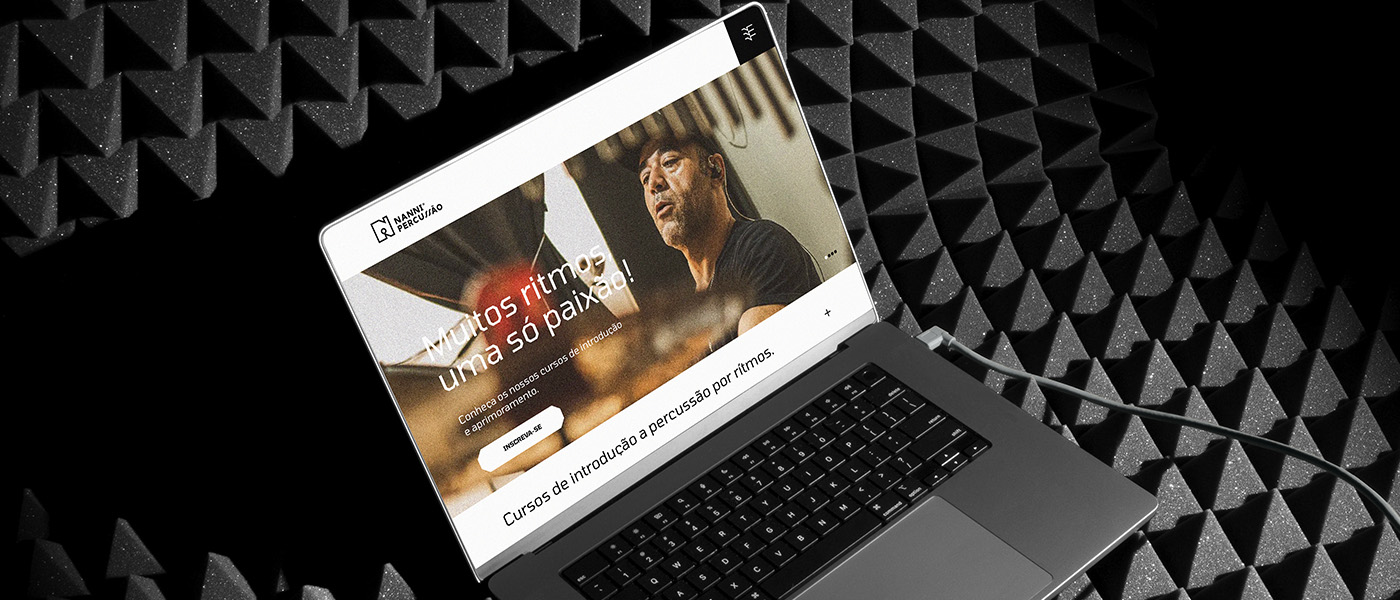 NANNI
PERCUSSÃO
Muitos ritmos,
uma só paixão!
Conheça os nossos cursos de introdução
e aprimoramento.
INSCREVA-SE
+
Cursos de introdução a percussão por ritmos.